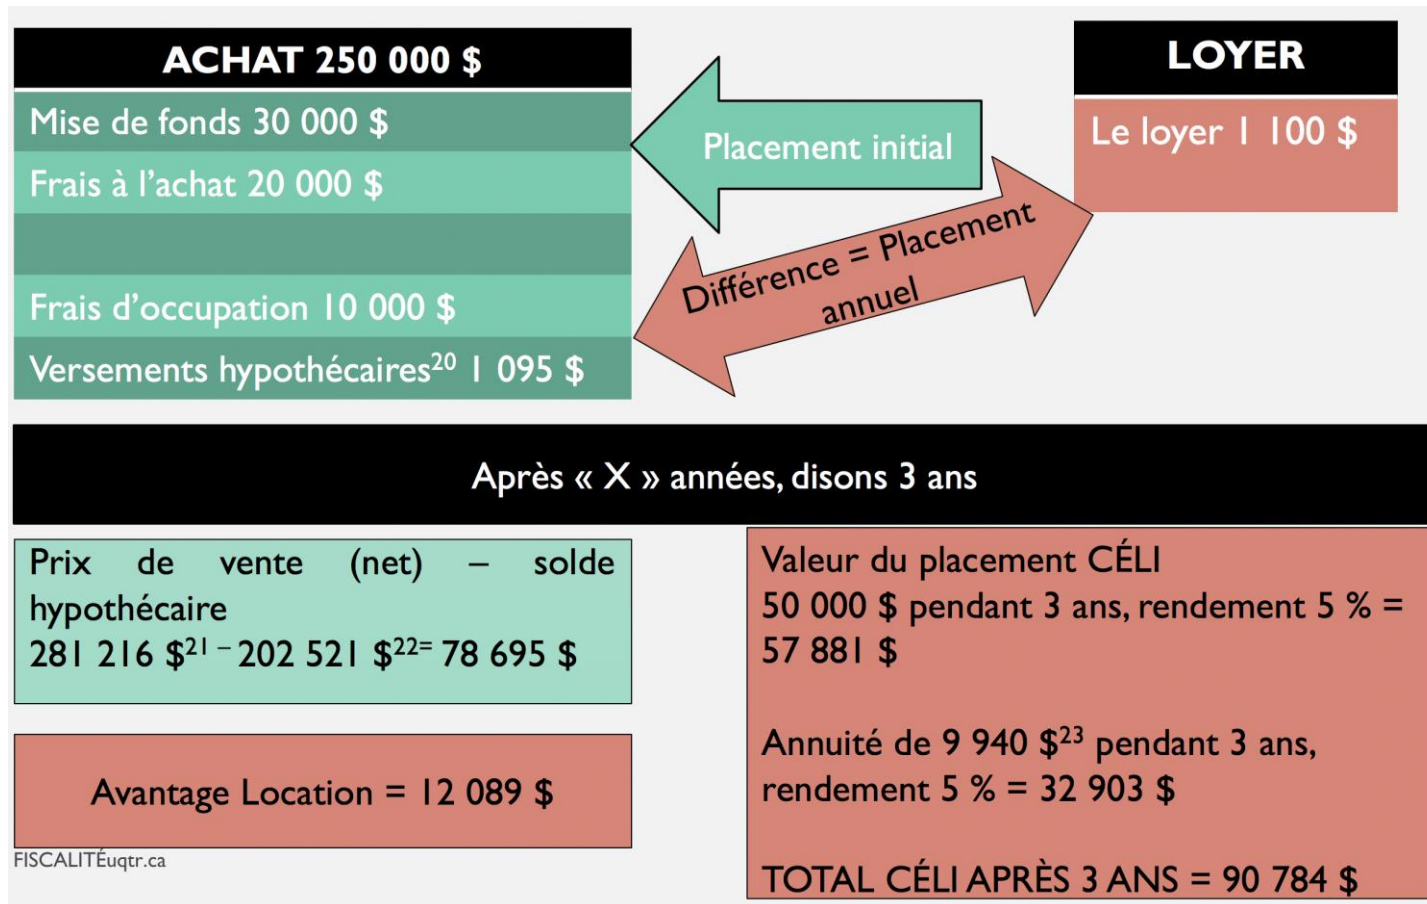 ACHAT 250 000 $
Mise de fonds 30 000 $
Frais à l’achat 20 000 $
Frais d’occupation 10 000 $
Versements hypothécaires²⁰ 1 095 $
Placement initial
Différence = Placement
annuel
LOYER
Le loyer 1 100 $
Après « X » années, disons 3 ans
Prix de vente (net) – solde
hypothécaire
281 216 $²¹ ⁻ 202 521 $²²⁼ 78 695 $
Avantage Location = 12 089 $
FISCALITÉuqtr.ca
Valeur du placement CÉLI
50 000 $ pendant 3 ans, rendement 5 % =
57 881 $
Annuité de 9 940 $²³ pendant 3 ans,
rendement 5 % = 32 903 $
TOTAL CÉLI APRÈS 3 ANS = 90 784 $